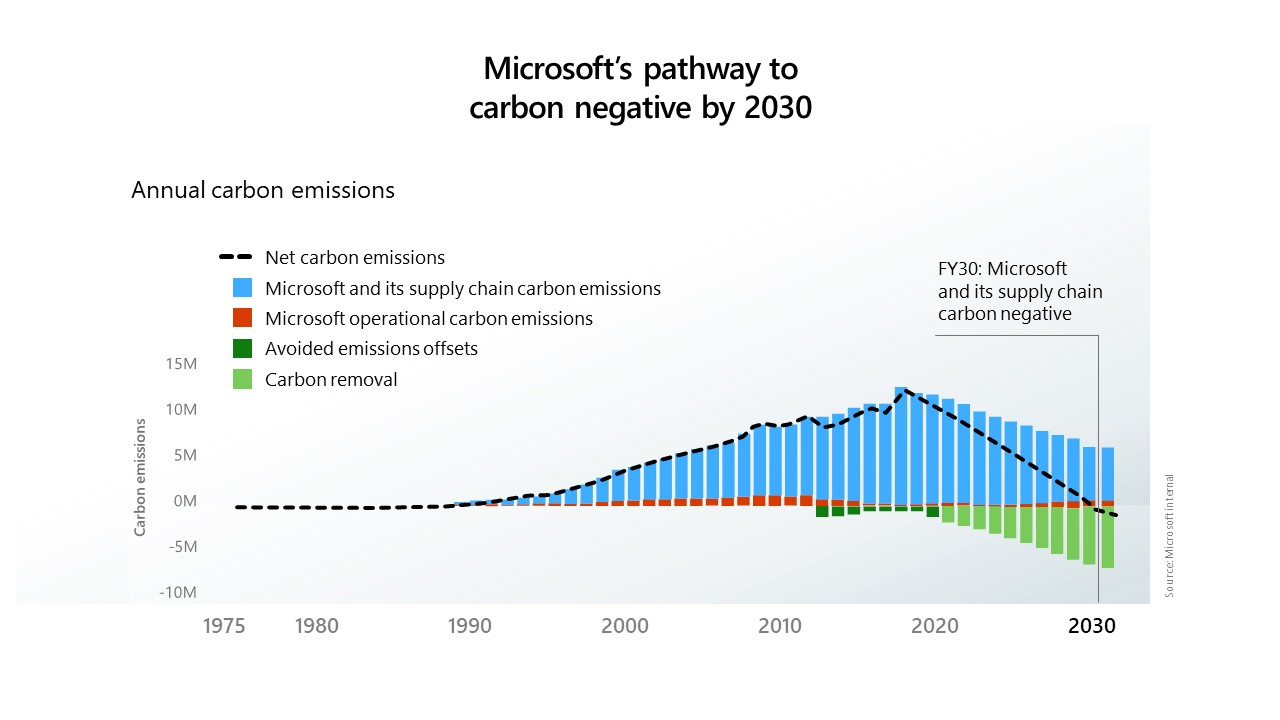 Microsoft's pathway to
carbon negative by 2030
Annual carbon emissions
Net carbon emissions
Microsoft and its supply chain carbon emissions
Microsoft operational carbon emissions
Avoided emissions offsets
Carbon removal
FY30: Microsoft
and its supply chain
carbon negative
Carbon emissions
15M
10M
5M
0M
-5M
-10M
1975 1980 1990 2000 2010 2020 2030
Source: Microsoft internal